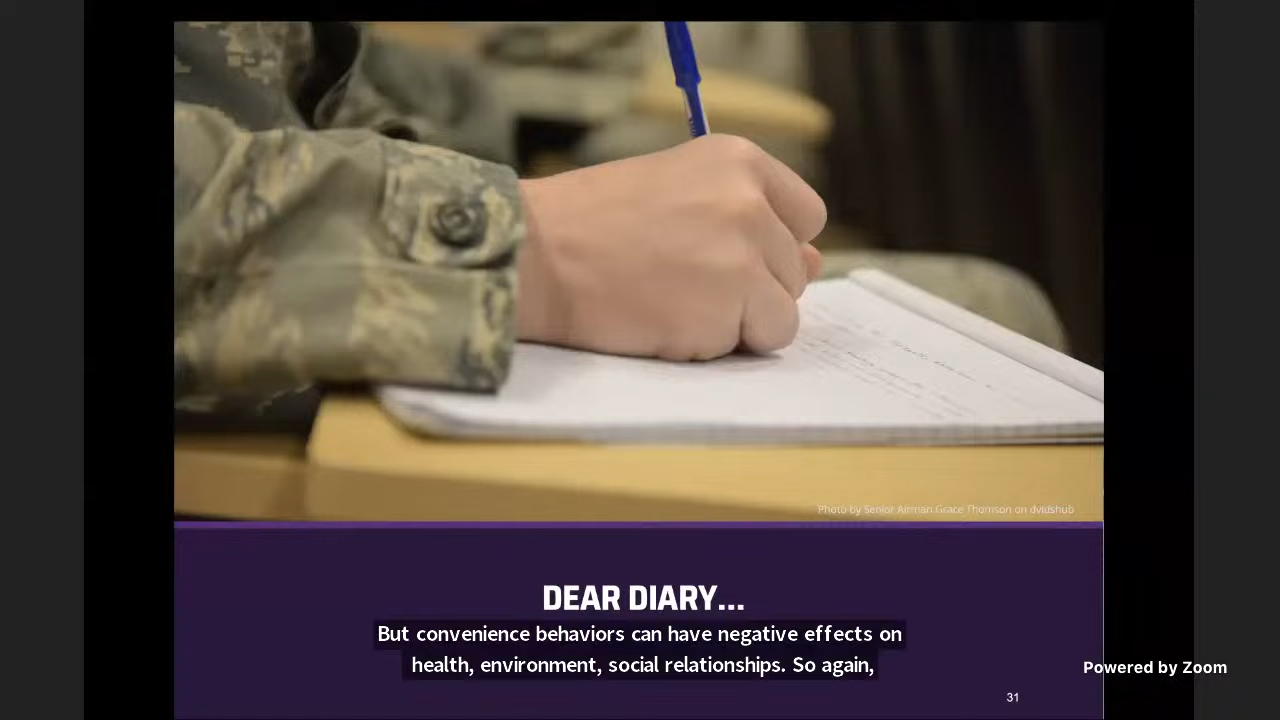 Photo by Senior Airman Grace Thomson on dvidshub
DEAR DIARY...
But convenience behaviors can have negative effects on
health, environment, social relationships. So again,
Powered by Zoom
31